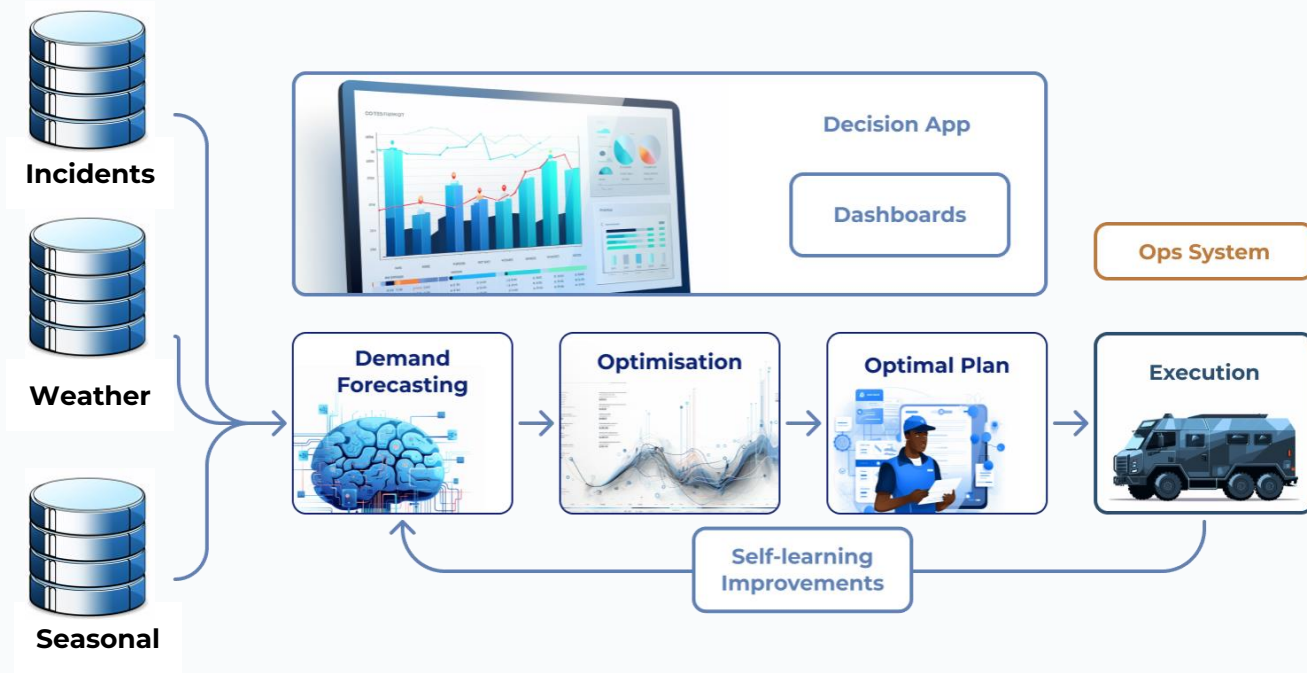 Incidents
Weather
Seasonal
Decision App
Dashboards
Ops System
Demand
Forecasting
Optimisation
Optimal Plan
Execution
Self-learning
Improvements